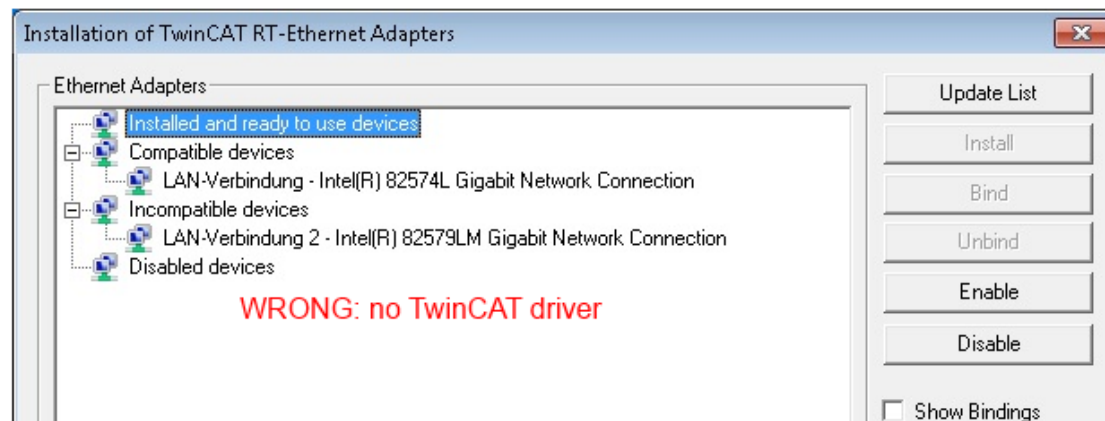 Installation of TwinCAT RT-Ethernet Adapters
Ethernet Adapters
Installed and ready to use devices
Compatible devices
LAN-Verbindung - Intel(R) 82574L Gigabit Network Connection
Incompatible devices
LAN-Verbindung 2 - Intel(R) 82579LM Gigabit Network Connection
Disabled devices
WRONG: no TwinCAT driver
Update List
Install
Bind
Unbind
Enable
Disable
Show Bindings